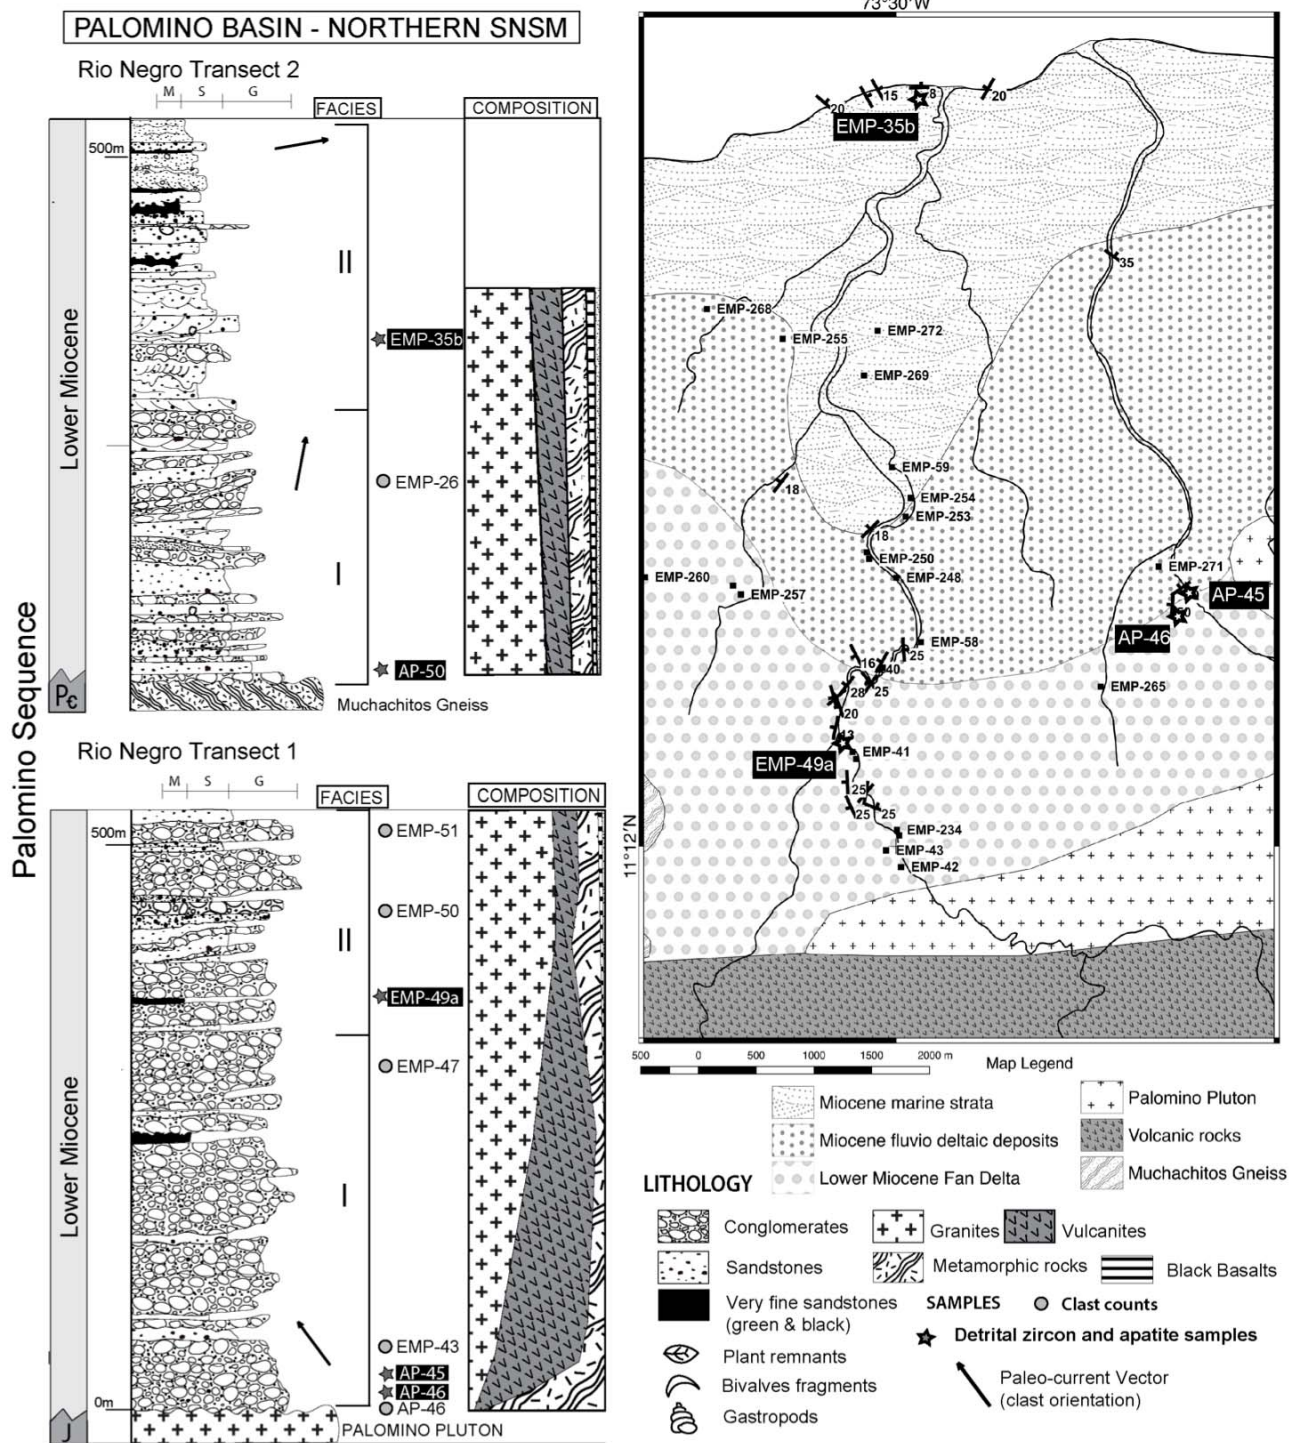 PALOMINO BASIN - NORTHERN SNSM
Rio Negro Transect 2
M S G
FACIES
COMPOSITION
500m
Lower Miocene
II
EMP-35b
EMP-26
I
AP-50
Muchachitos Gneiss
P€
Palomino Sequence
Rio Negro Transect 1
M S G
FACIES
COMPOSITION
500m
Lower Miocene
EMP-51
EMP-50
II
EMP-49a
EMP-47
I
EMP-43
AP-45
AP-46
AP-46
0m
J
PALOMINO PLUTON
73°30'W
20
15
8
20
EMP-35b
35
EMP-268
EMP-255
EMP-272
EMP-269
EMP-59
18
EMP-254
EMP-253
18
EMP-250
EMP-271
EMP-260
EMP-248
EMP-257
AP-45
AP-46
EMP-58
16
25
40
28
25
EMP-265
20
13
EMP-41
EMP-49a
25
25
25
EMP-234
EMP-43
EMP-42
11°12'N
500 0 500 1000 1500 2000 m
Map Legend
Miocene marine strata
Palomino Pluton
Miocene fluvio deltaic deposits
Volcanic rocks
Lower Miocene Fan Delta
Muchachitos Gneiss
LITHOLOGY
Conglomerates
Granites
Vulcanites
Sandstones
Metamorphic rocks
Black Basalts
Very fine sandstones
(green & black)
SAMPLES
Clast counts
Detrital zircon and apatite samples
Plant remnants
Bivalves fragments
Gastropods
Paleo-current Vector
(clast orientation)